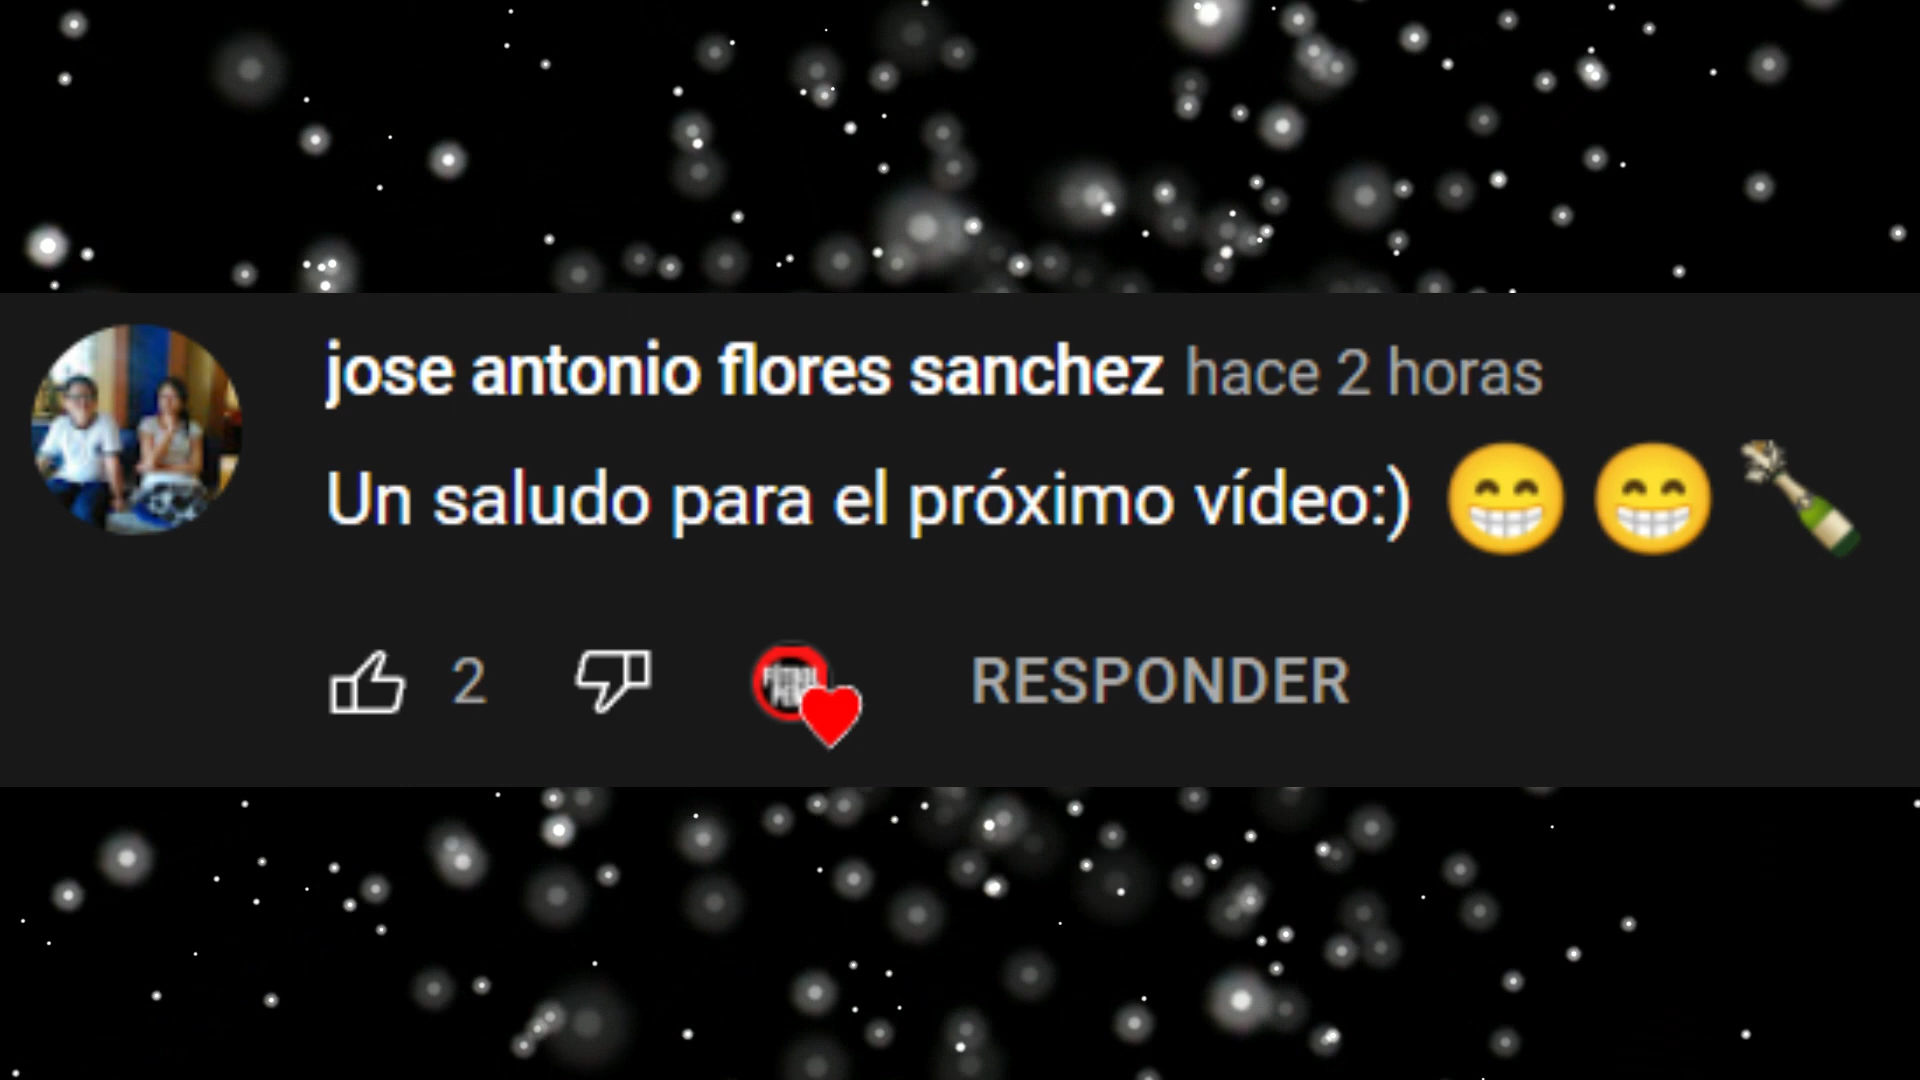 jose antonio flores sanchez hace 2 horas
Un saludo para el próximo vídeo:) 😁 😁 🍾
2 RESPONDER